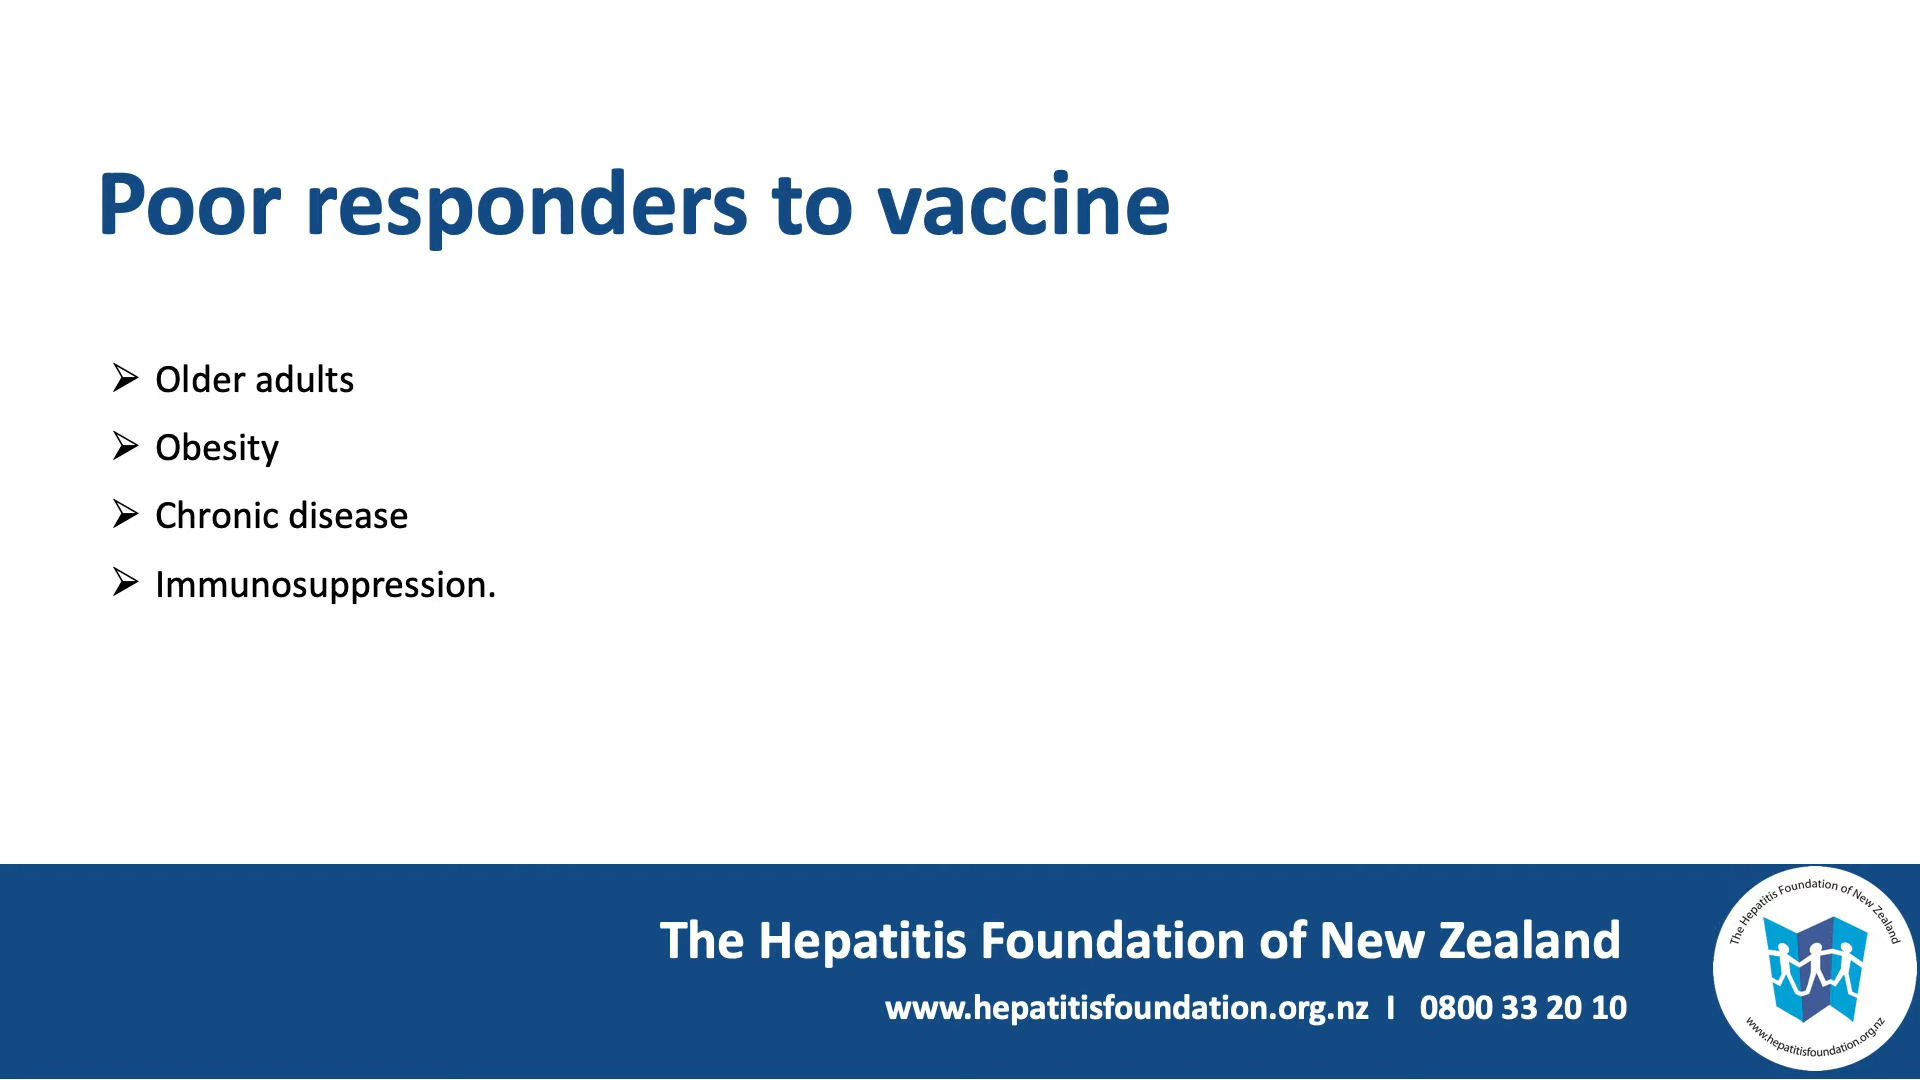 Poor responders to vaccine
➢ Older adults
➢ Obesity
➢ Chronic disease
➢ Immunosuppression.
The Hepatitis Foundation of New Zealand
www.hepatitisfoundation.org.nz I 0800 33 20 10
The Hepatitis Foundation of New Zealand
www.hepatitisfoundation.org.nz